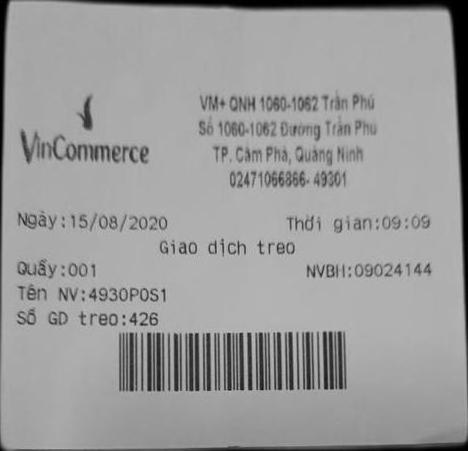 VinCommerce
VM+ QNH 1060-1062 Trần Phú
Số 1060-1062 Đường Trần Phú
TP. Cẩm Phả, Quảng Ninh
02471066866- 49301
Ngày:15/08/2020 Thời gian:09:09
Giao dịch treo
Quầy:001 NVBH:09024144
Tên NV:4930POS1
Số GD treo:426